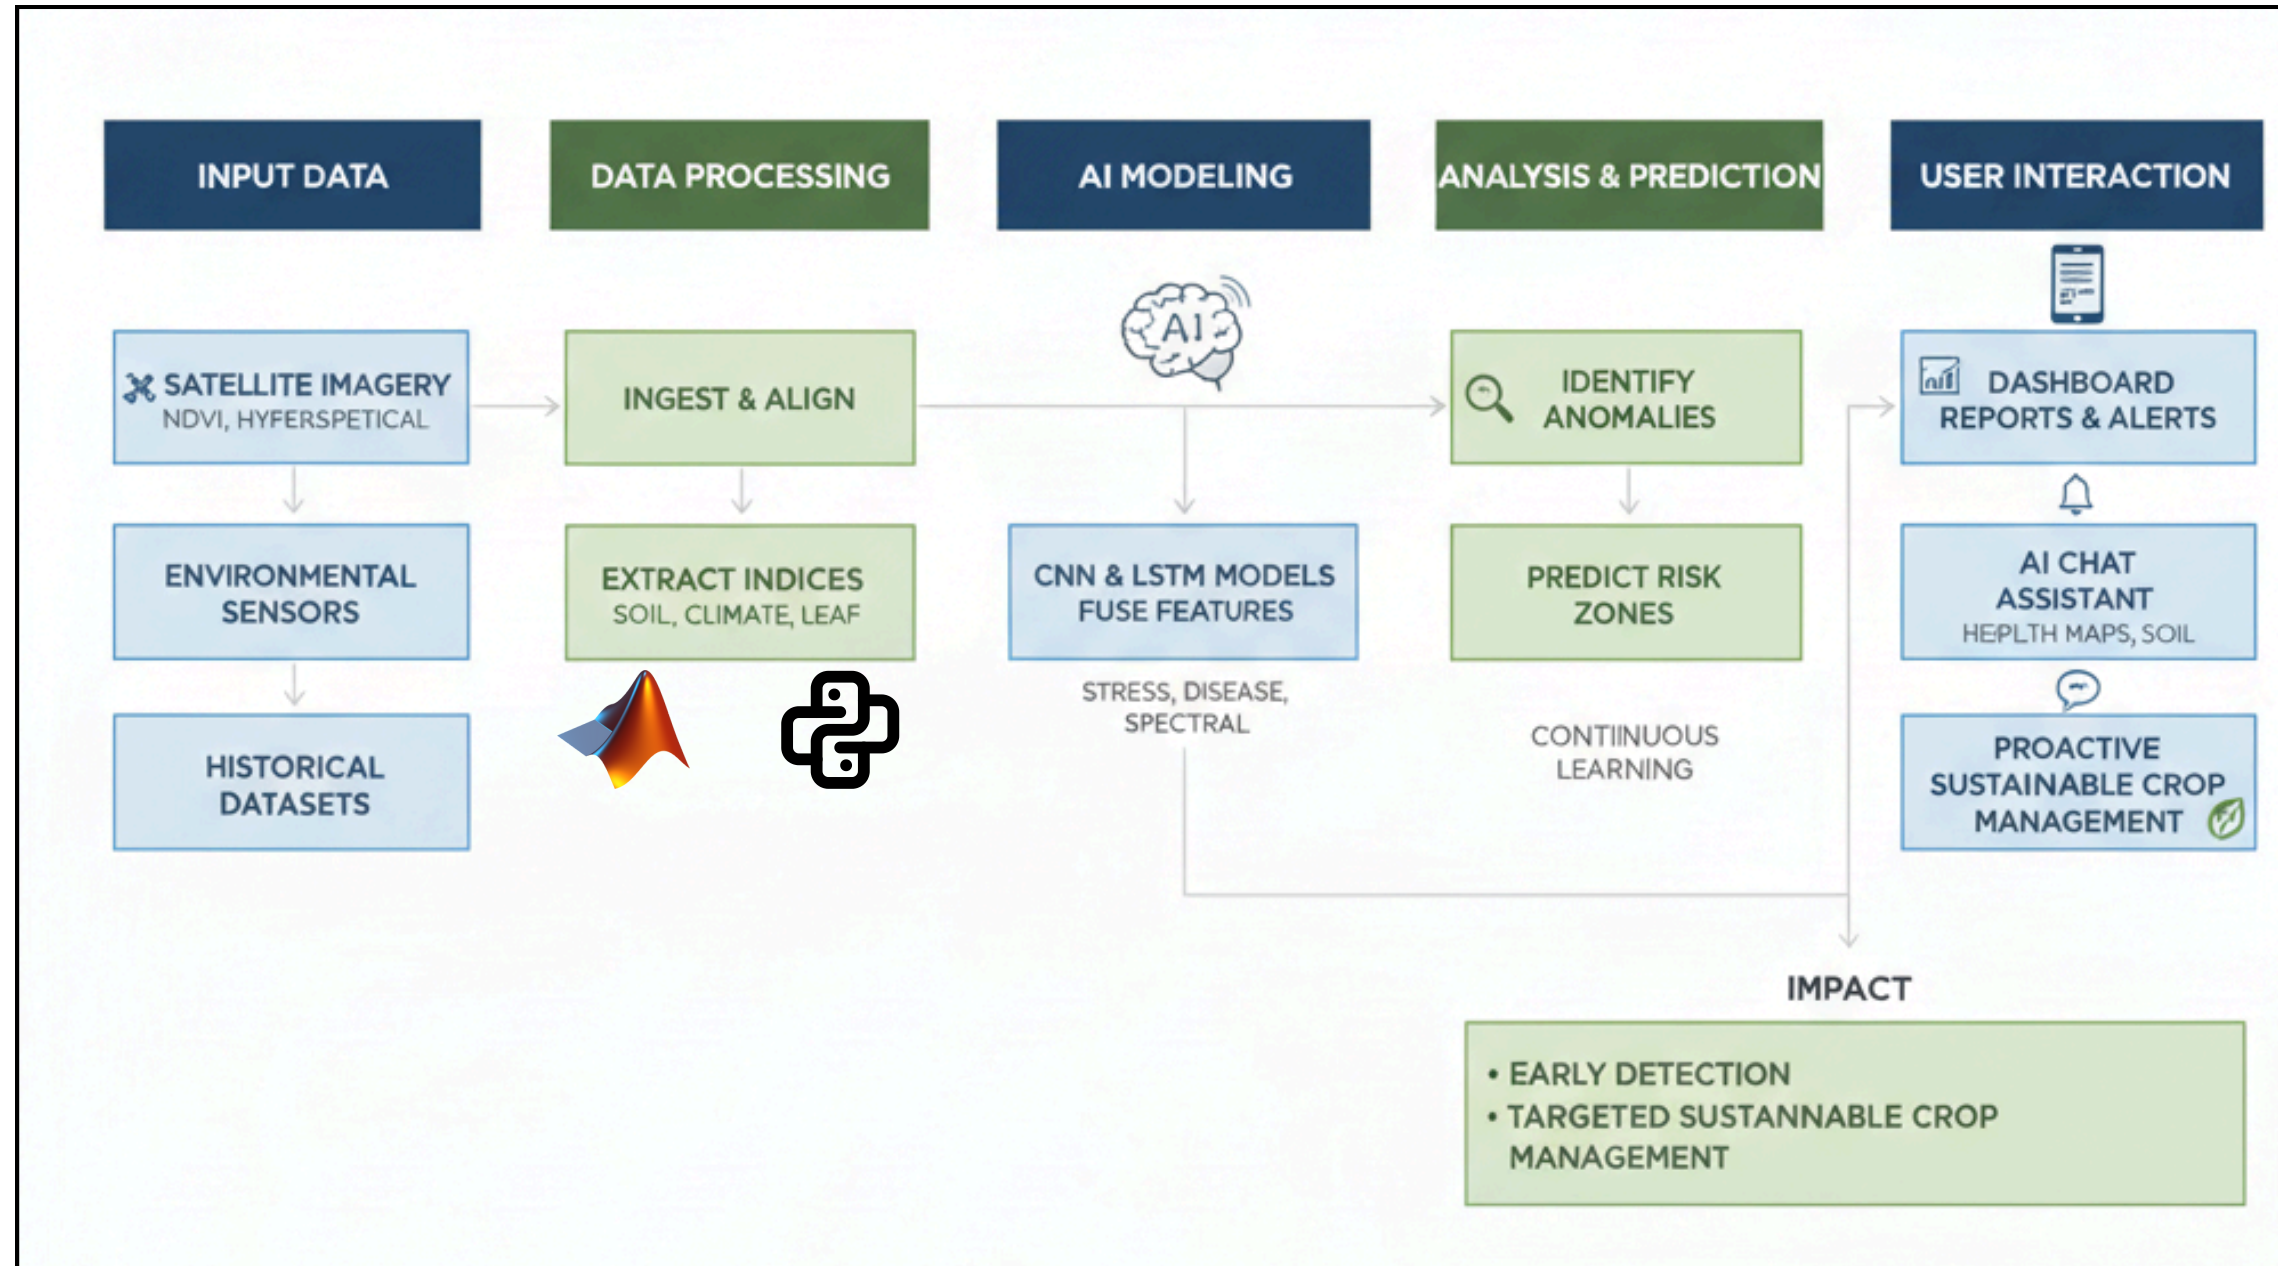 INPUT DATA
DATA PROCESSING
AI MODELING
ANALYSIS & PREDICTION
USER INTERACTION
SATELLITE IMAGERY
NDVI, HYFERSPETICAL
ENVIRONMENTAL
SENSORS
HISTORICAL
DATASETS
INGEST & ALIGN
EXTRACT INDICES
SOIL, CLIMATE, LEAF
AI
CNN & LSTM MODELS
FUSE FEATURES
STRESS, DISEASE,
SPECTRAL
IDENTIFY
ANOMALIES
PREDICT RISK
ZONES
CONTIINUOUS
LEARNING
DASHBOARD
REPORTS & ALERTS
AI CHAT
ASSISTANT
HEPLTH MAPS, SOIL
PROACTIVE
SUSTAINABLE CROP
MANAGEMENT
IMPACT
• EARLY DETECTION
• TARGETED SUSTANNABLE CROP
MANAGEMENT